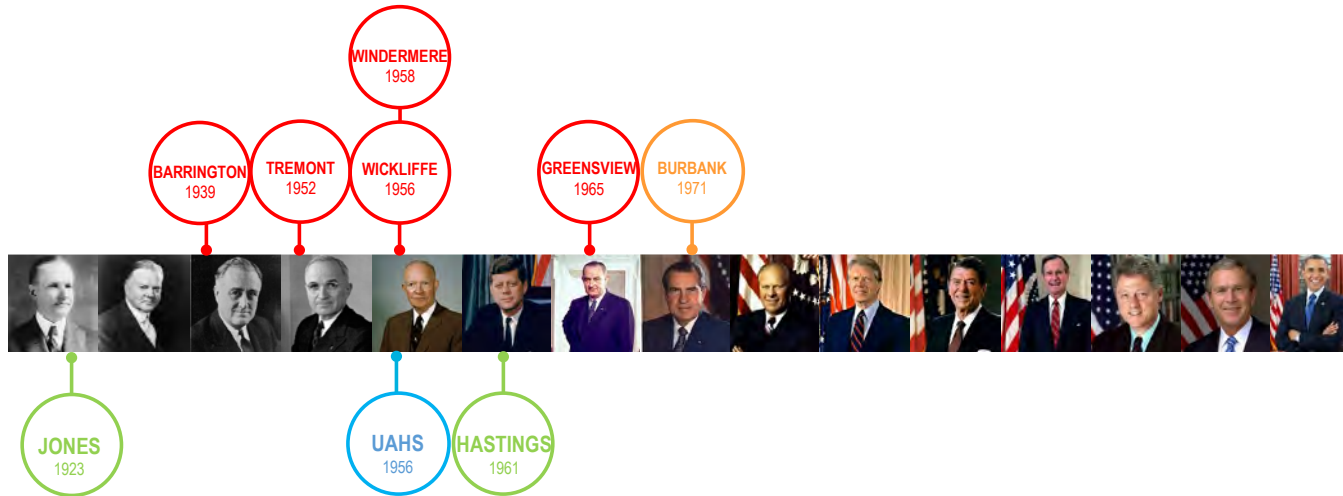 WINDERMERE
1958
BARRINGTON
1939
TREMONT
1952
WICKLIFFE
1956
GREENSVIEW
1965
BURBANK
1971
JONES
1923
UAHS
1956
HASTINGS
1961